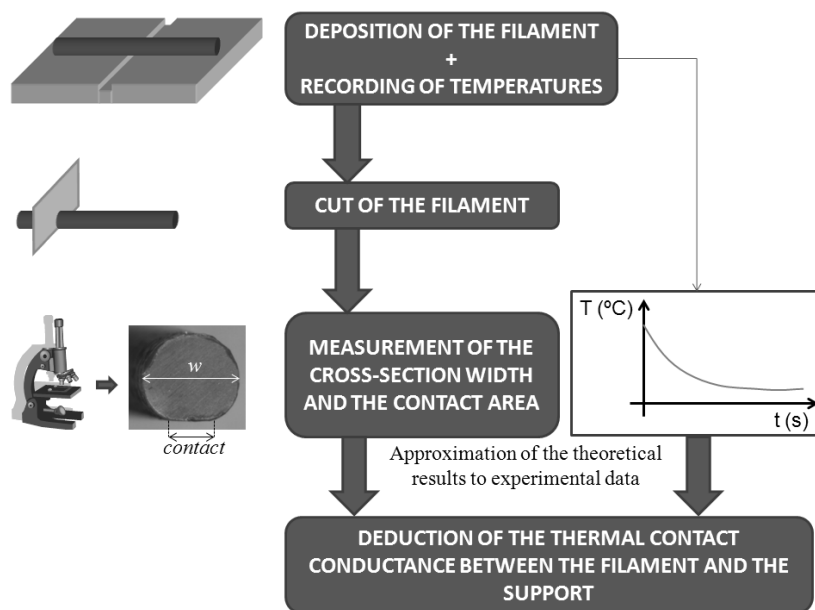 DEPOSITION OF THE FILAMENT
+
RECORDING OF TEMPERATURES
CUT OF THE FILAMENT
w
contact
MEASUREMENT OF THE
CROSS-SECTION WIDTH
AND THE CONTACT AREA
T (ºC)
t (s)
Approximation of the theoretical
results to experimental data
DEDUCTION OF THE THERMAL CONTACT
CONDUCTANCE BETWEEN THE FILAMENT AND THE
SUPPORT